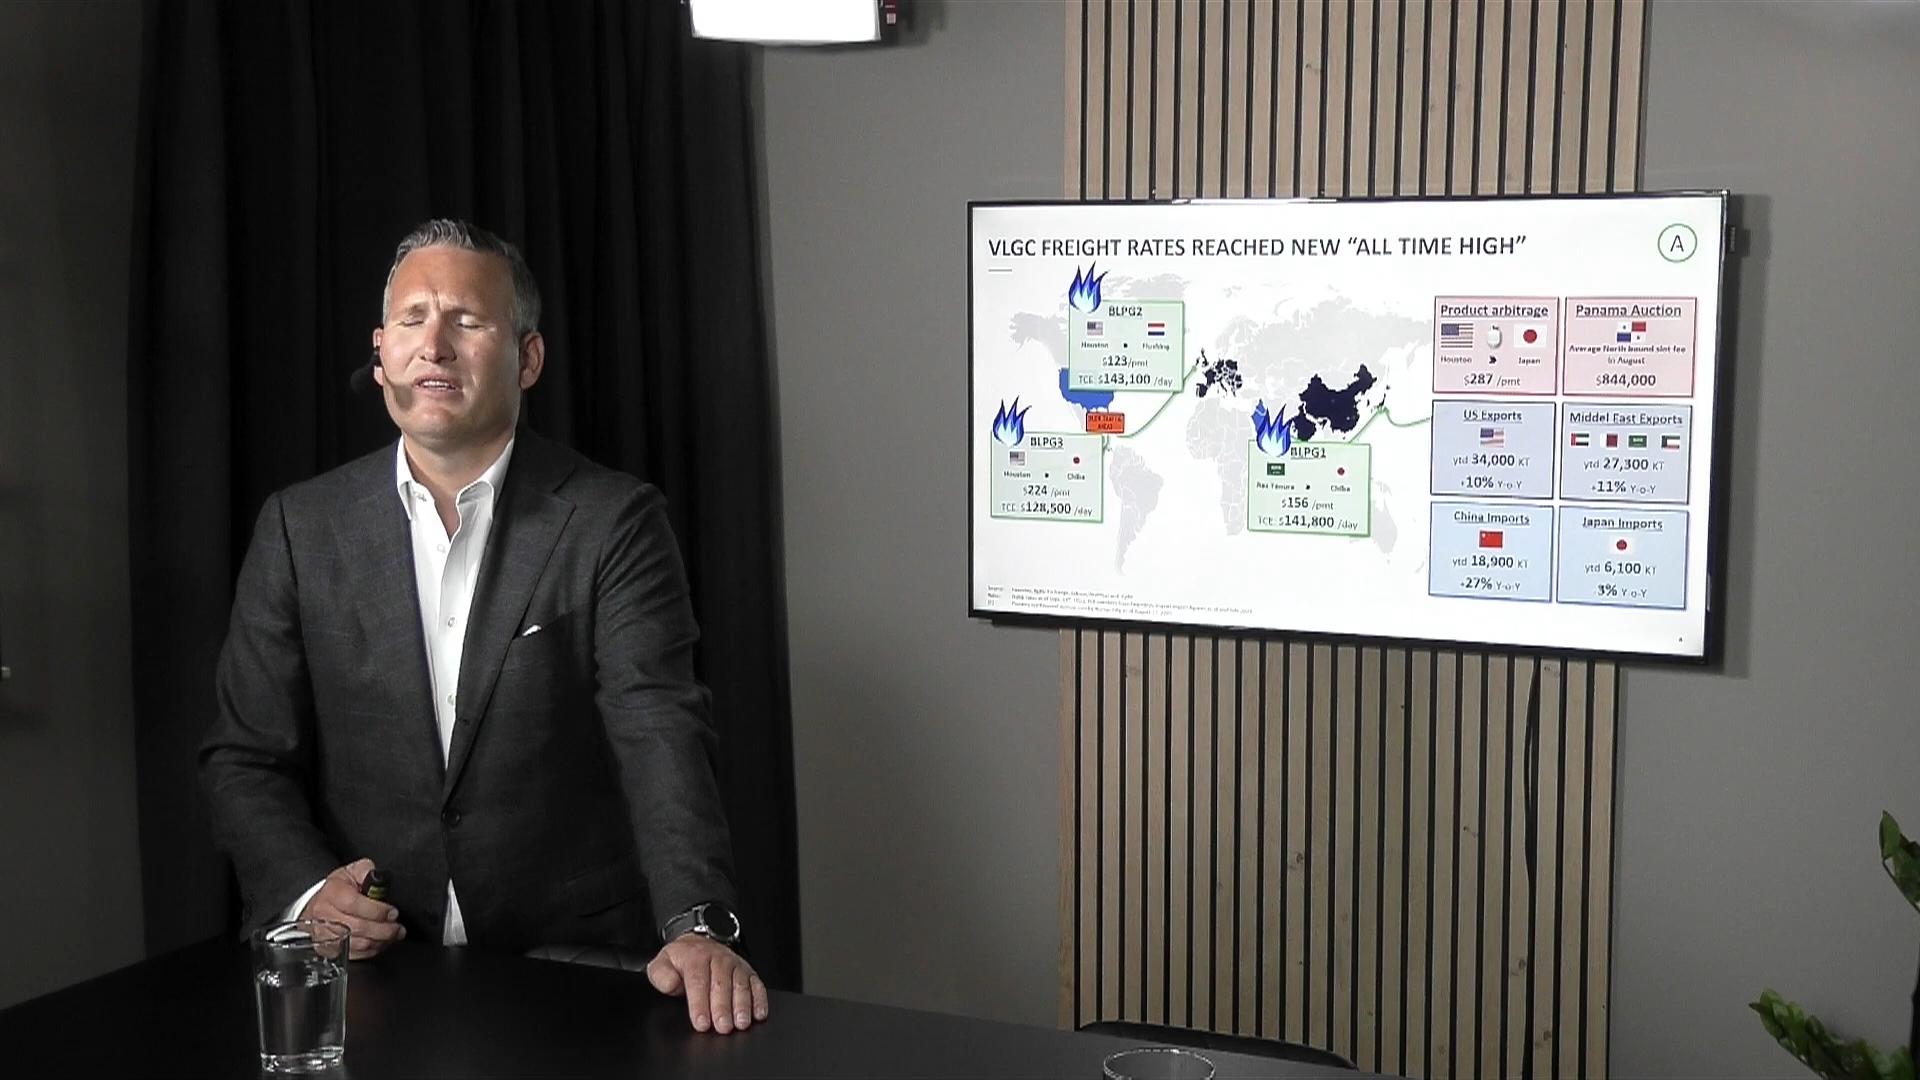 VLGC FREIGHT RATES REACHED NEW “ALL TIME HIGH”
A
BLPG2
Houston Flushing
$123/pmt
TCE: $143,100 /day
BLPG3
Houston Chiba
$224 /pmt
TCE: $128,500 /day
BLPG1
Ras Tanura Chiba
$156 /pmt
TCE: $141,800 /day
Product arbitrage
Houston Japan
$287 /pmt
Panama Auction
Average North bound slot fee
in August
$844,000
US Exports
ytd 34,000 KT
+10% Y-o-Y
Middel East Exports
ytd 27,300 KT
+11% Y-o-Y
China Imports
ytd 18,900 KT
+27% Y-o-Y
Japan Imports
ytd 6,100 KT
3% Y-o-Y